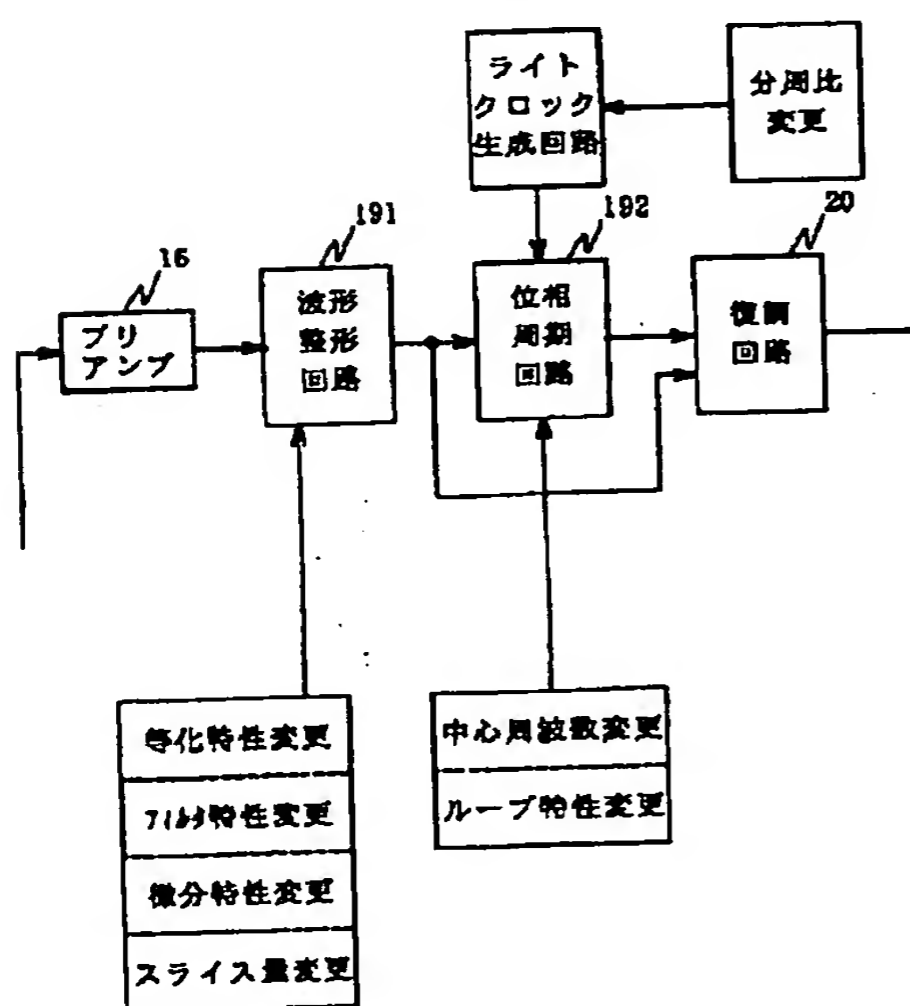 ライト
クロック
生成回路
分周比
変更
191
192
20
16
プリ
アンプ
波形
整形
回路
位相
周期
回路
復調
回路
等化特性変更
フィルタ特性変更
微分特性変更
スライス量変更
中心周波数変更
ループ特性変更